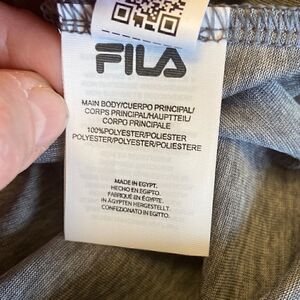 FILA
MAIN BODY/CUERPO PRINCIPAL/
CORPS PRINCIPAL/HAUPTTEIL/
CORPO PRINCIPALE
100%POLYESTER/POLIESTER
POLYESTER/POLYESTER/POLIESTERE
MADE IN EGYPT.
HECHO EN EGIPTO.
FABRIQUÉ EN ÉGYPTE.
IN ÄGYPTEN HERGESTELLT.
CONFEZIONATO IN EGITTO.